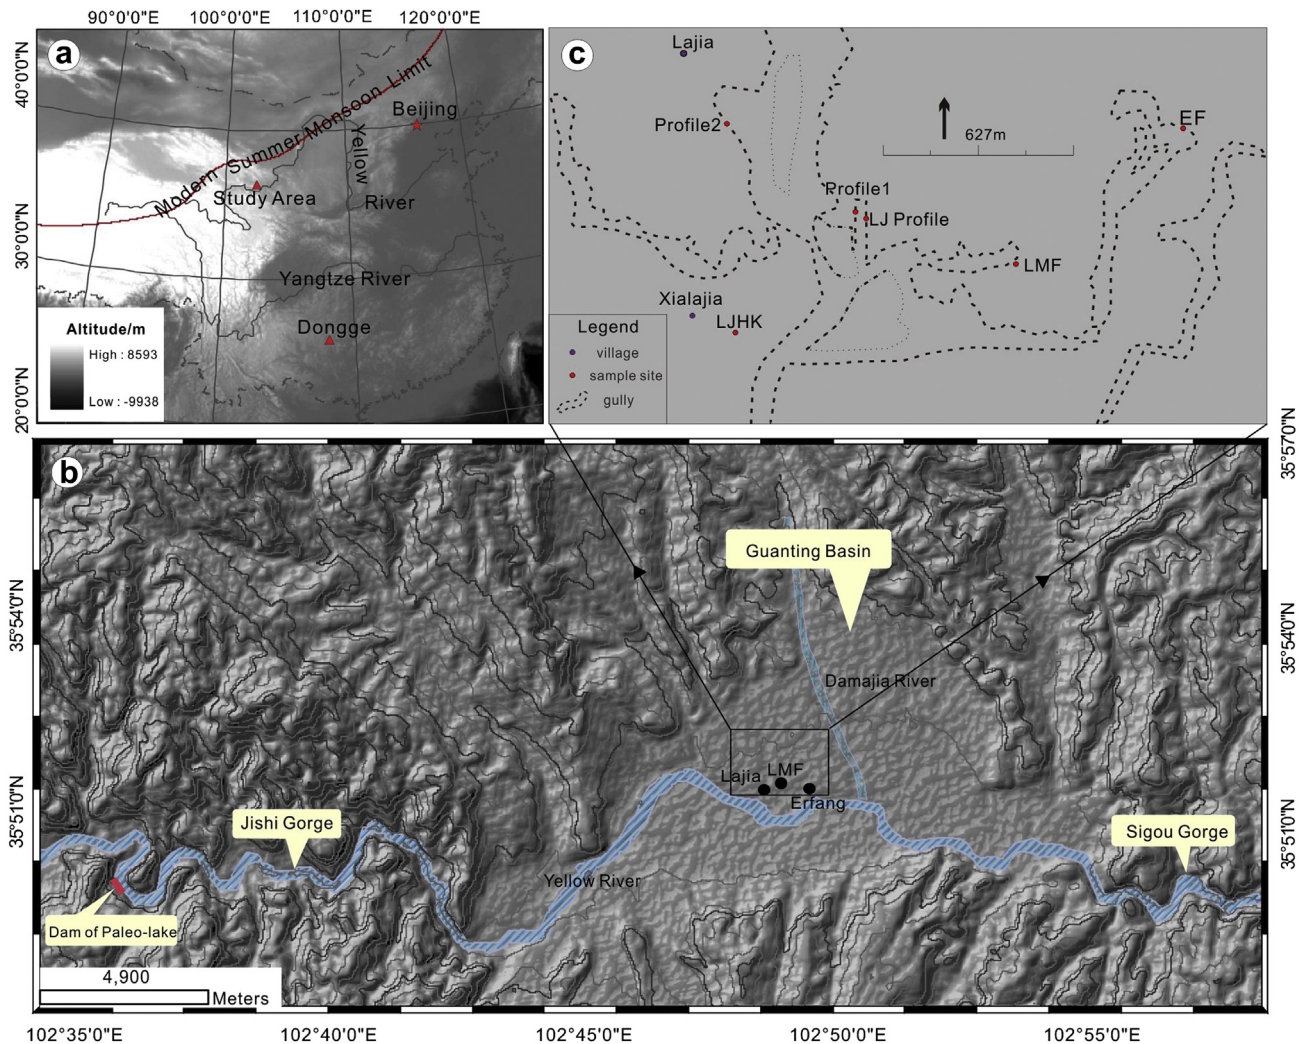 90°0'0"E
100°0'0"E
110°0'0"E
120°0'0"E
40°0'0"N
30°0'0"N
20°0'0"N
a
Modern Summer Monsoon Limit
Beijing
Yellow
River
Study Area
Yangtze River
Dongge
Altitude/m
High : 8593
Low : -9938
c
Lajia
Profile2
627m
EF
Profile1
LJ Profile
LMF
Xialajia
LJHK
Legend
village
sample site
gully
b
35°57'0"N
35°54'0"N
35°54'0"N
35°51'0"N
35°51'0"N
Guanting Basin
Damajia River
Lajia
LMF
Erfang
Jishi Gorge
Sigou Gorge
Yellow River
Dam of Paleo-lake
4,900
Meters
102°35'0"E
102°40'0"E
102°45'0"E
102°50'0"E
102°55'0"E